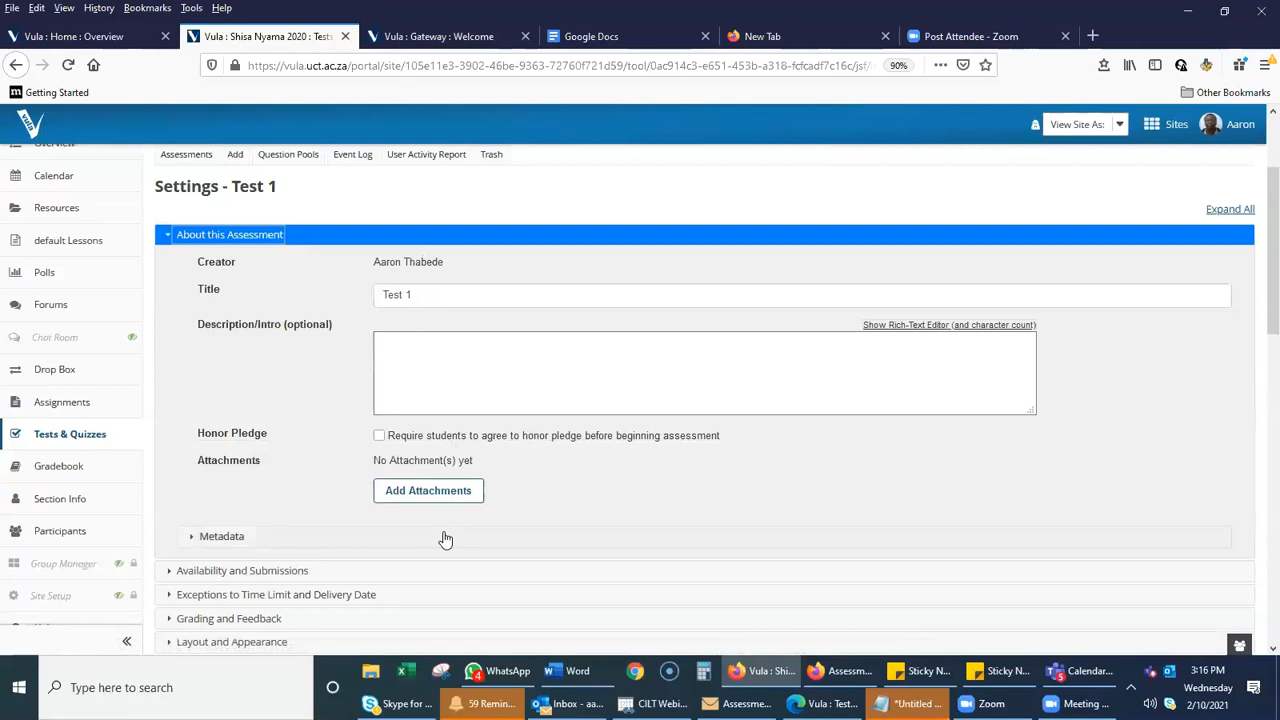 File Edit View History Bookmarks Tools Help
Vula : Home : Overview
Vula : Shisa Nyama 2020 : Tests
Vula : Gateway : Welcome
Google Docs
New Tab
Post Attendee - Zoom
https://vula.uct.ac.za/portal/site/105e11e3-3902-46be-9363-72760f721d59/tool/0ac914c3-e651-453b-a318-fcfcadf7c16c/jsf/
90%
Getting Started
Other Bookmarks
View Site As:
Sites
Aaron
Overview
Calendar
Resources
default Lessons
Polls
Forums
Chat Room
Drop Box
Assignments
Tests & Quizzes
Gradebook
Section Info
Participants
Group Manager
Site Setup
Assessments Add Question Pools Event Log User Activity Report Trash
Settings - Test 1
Expand All
About this Assessment
Creator Aaron Thabede
Title Test 1
Description/Intro (optional)
Show Rich-Text Editor (and character count)
Honor Pledge Require students to agree to honor pledge before beginning assessment
Attachments No Attachment(s) yet
Add Attachments
Metadata
Availability and Submissions
Exceptions to Time Limit and Delivery Date
Grading and Feedback
Layout and Appearance
Type here to search
4 WhatsApp
Word
Vula : Shi...
Assessm...
Sticky N...
Sticky N...
5 Calendar...
Skype for ...
59 Remin...
Inbox - aa...
CILT Webi...
Assessme...
Vula : Test...
*Untitled ...
Zoom
Meeting ...
3:16 PM
Wednesday
2/10/2021